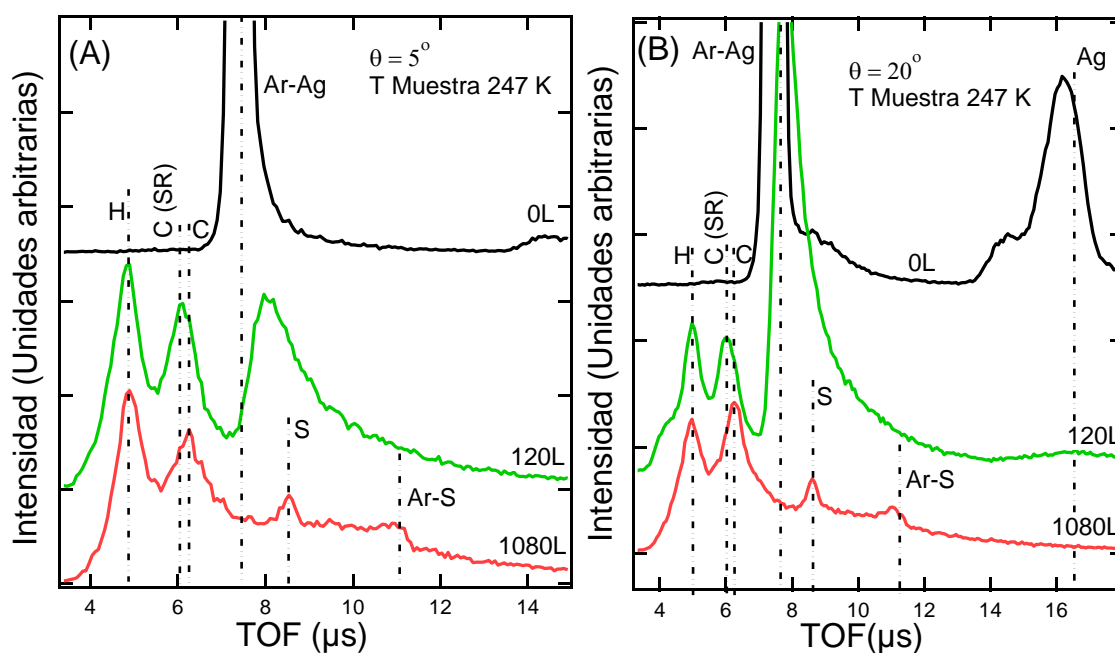 (A)
θ = 5°
T Muestra 247 K
Ar-Ag
H
C (SR)
C
0L
120L
S
Ar-S
1080L
Intensidad (Unidades arbitrarias)
4 6 8 10 12 14
TOF (µs)
(B)
Ar-Ag
θ = 20°
T Muestra 247 K
Ag
H
C (SR)
C
0L
S
120L
Ar-S
1080L
Intensidad (Unidades arbitrarias)
4 6 8 10 12 14 16
TOF(µs)